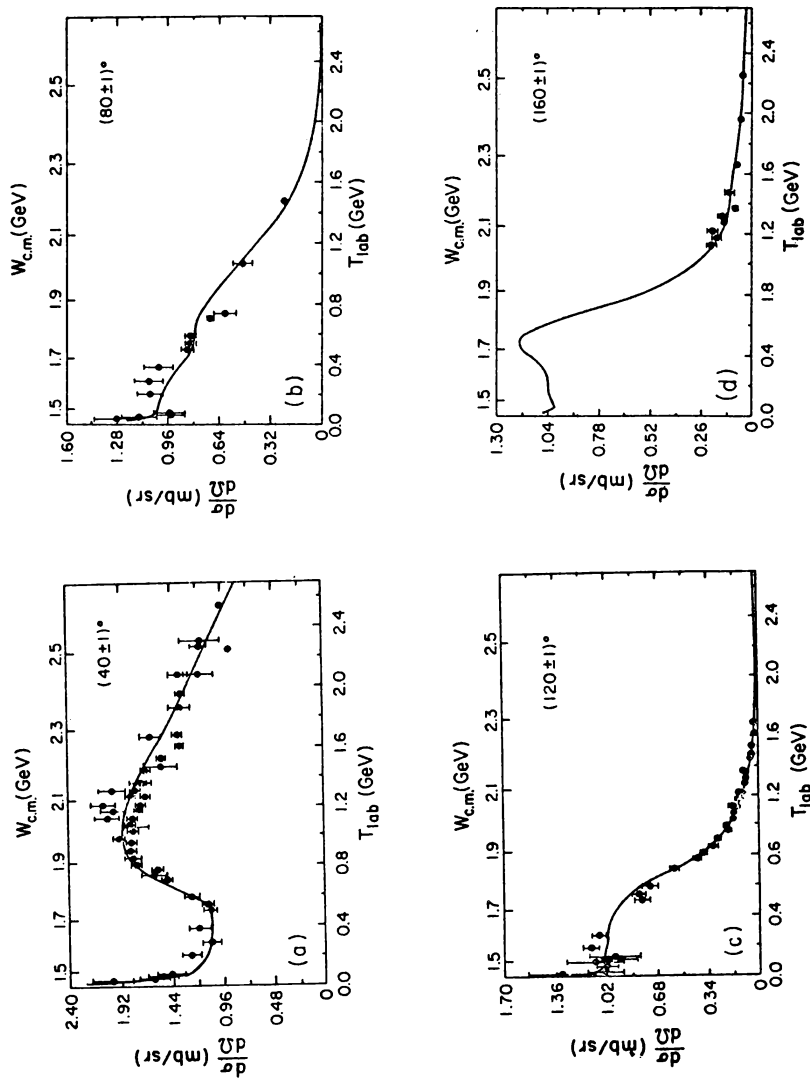 W c.m. (GeV)
1.5 1.7 1.9 2.1 2.3 2.5
(40±1)°
dσ/dΩ (mb/sr)
2.40
1.92
1.44
0.96
0.48
0
(a)
0.0 0.4 0.8 1.2 1.6 2.0 2.4
T lab (GeV)
W c.m. (GeV)
1.5 1.7 1.9 2.1 2.3 2.5
(80±1)°
dσ/dΩ (mb/sr)
1.60
1.28
0.96
0.64
0.32
0
(b)
0.0 0.4 0.8 1.2 1.6 2.0 2.4
T lab (GeV)
W c.m. (GeV)
1.5 1.7 1.9 2.1 2.3 2.5
(120±1)°
dσ/dΩ (mb/sr)
1.70
1.36
1.02
0.68
0.34
0
(c)
0.0 0.4 0.8 1.2 1.6 2.0 2.4
T lab (GeV)
W c.m. (GeV)
1.5 1.7 1.9 2.1 2.3 2.5
(160±1)°
dσ/dΩ (mb/sr)
1.30
1.04
0.78
0.52
0.26
0
(d)
0.0 0.4 0.8 1.2 1.6 2.0 2.4
T lab (GeV)